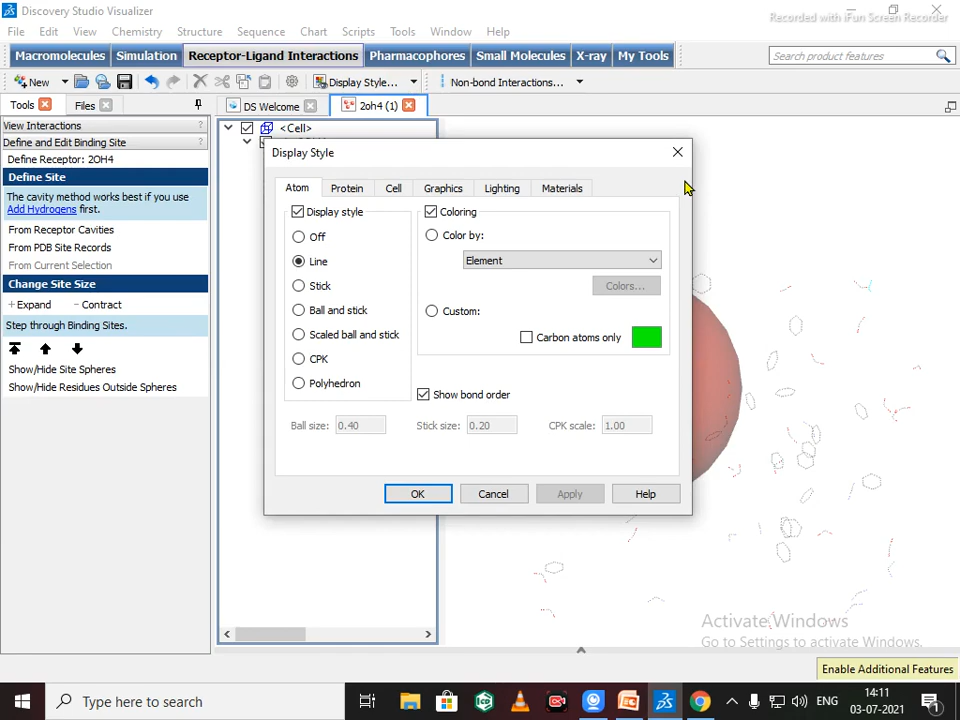 Discovery Studio Visualizer
Recorded with iFun Screen Recorder
File Edit View Chemistry Structure Sequence Chart Scripts Tools Window Help
Macromolecules Simulation Receptor-Ligand Interactions Pharmacophores Small Molecules X-ray My Tools Search product features
New Display Style... Non-bond Interactions...
Tools Files DS Welcome 2oh4 (1)
View Interactions ?
<Cell>
Define and Edit Binding Site ?
Define Receptor: 2OH4
Define Site
The cavity method works best if you use
Add Hydrogens first.
From Receptor Cavities
From PDB Site Records
From Current Selection
Change Site Size
+ Expand - Contract
Step through Binding Sites.
Show/Hide Site Spheres
Show/Hide Residues Outside Spheres
Display Style
Atom Protein Cell Graphics Lighting Materials
Display style
Off
Line
Stick
Ball and stick
Scaled ball and stick
CPK
Polyhedron
Coloring
Color by:
Element
Colors...
Custom:
Carbon atoms only
Show bond order
Ball size: 0.40 Stick size: 0.20 CPK scale: 1.00
OK Cancel Apply Help
Activate Windows
Go to Settings to activate Windows.
Enable Additional Features
Type here to search
ENG
14:11
03-07-2021
1